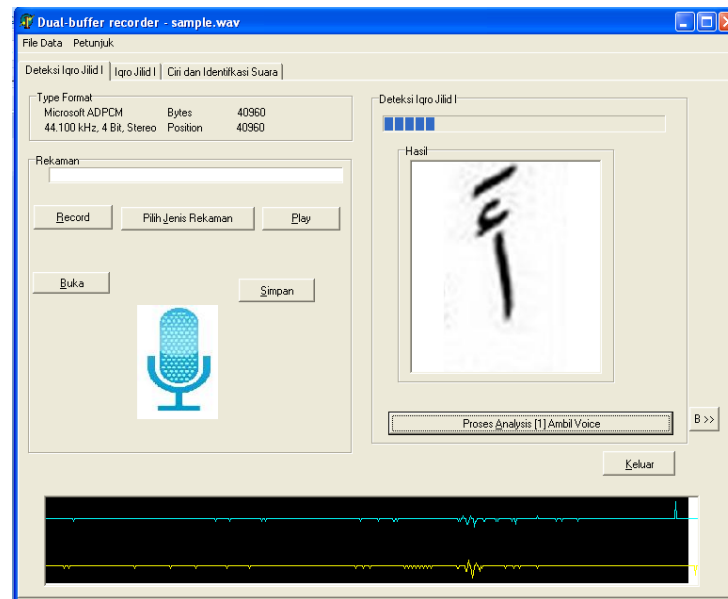 Dual-buffer recorder - sample.wav
File Data Petunjuk
Deteksi Iqro Jilid I Iqro Jilid I Ciri dan Identifkasi Suara
Type Format
Microsoft ADPCM Bytes 40960
44.100 kHz, 4 Bit, Stereo Position 40960
Rekaman
Record Pilih Jenis Rekaman Play
Buka Simpan
Deteksi Iqro Jilid I
Hasil
أَ
Proses Analysis [1] Ambil Voice
B >>
Keluar